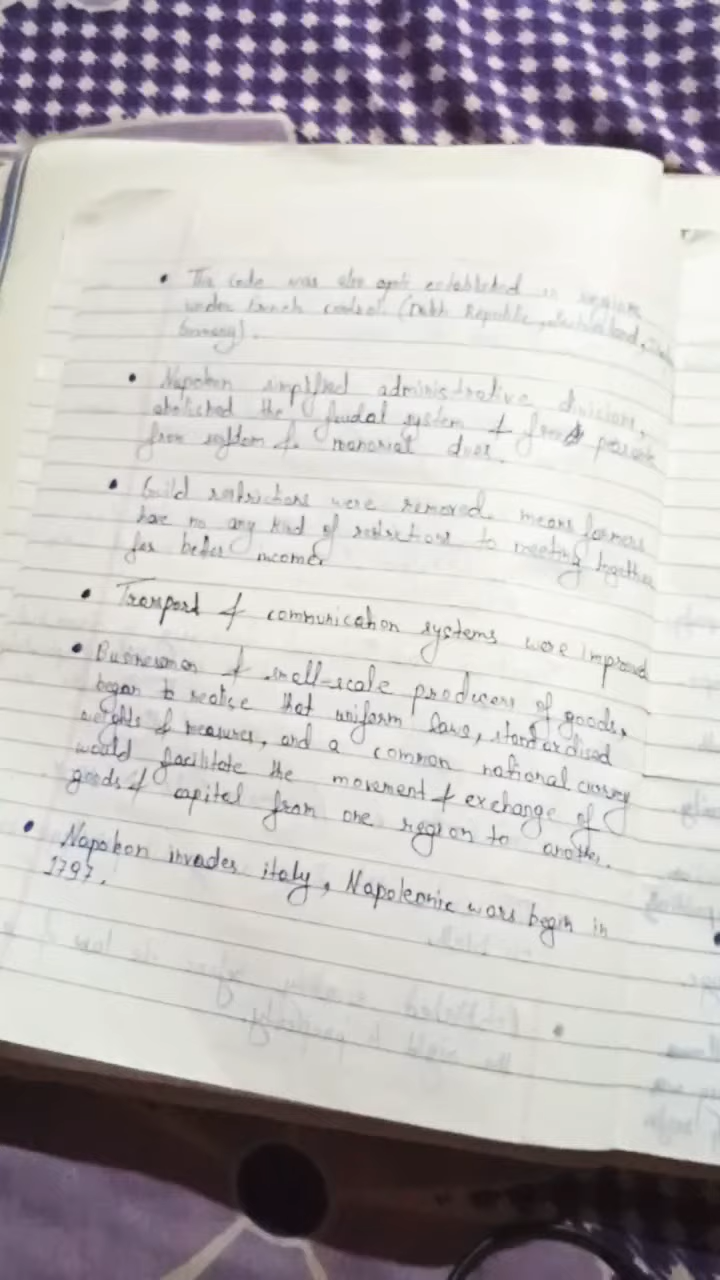 • The Code was also established in regions
under French control. (Dutch Republic, Switzerland,
Germany).
• Napoleon simplified administrative divisions,
abolished the feudal system & freed peasants
from serfdom & manorial dues.
• Guild restrictions were removed. means farmers
have no any kind of restrictions to meeting together
for better income.
• Transport & communication systems were improved
• Businessman & small-scale producers of goods,
began to realise that uniform laws, standardised
weights & measures, and a common national currency
would facilitate the movement & exchange of
goods & capital from one region to another.
• Napoleon invades italy, Napoleonic wars begin in
1797.